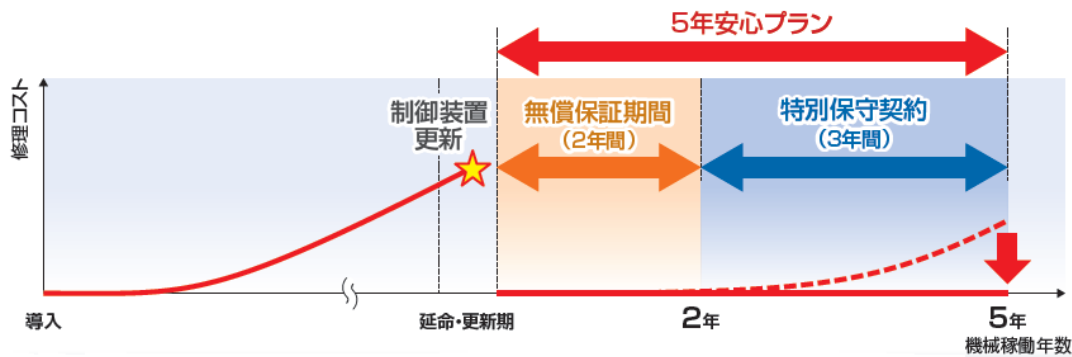 5年安心プラン
修理コスト
制御装置
更新
無償保証期間
(2年間)
特別保守契約
(3年間)
導入
延命・更新期
2年
5年
機械稼働年数